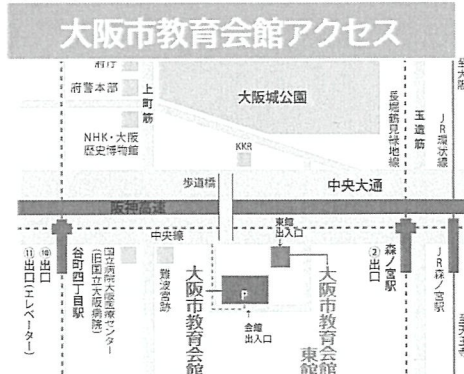 大阪市教育会館アクセス
府庁
府警本部
上町筋
NHK・大阪
歴史博物館
大阪城公園
KKR
長堀鶴見緑地線
玉造筋
JR環状線
歩道橋
中央大通
阪神高速
中央線
東館
出入口
⑩出口
⑪出口(エレベーター)
谷町四丁目駅
国立病院大阪医療センター
(旧国立大阪病院)
難波宮跡
大阪市教育会館
P
会館
出入口
大阪市教育会館
東館
②出口
森ノ宮駅
JR森ノ宮駅